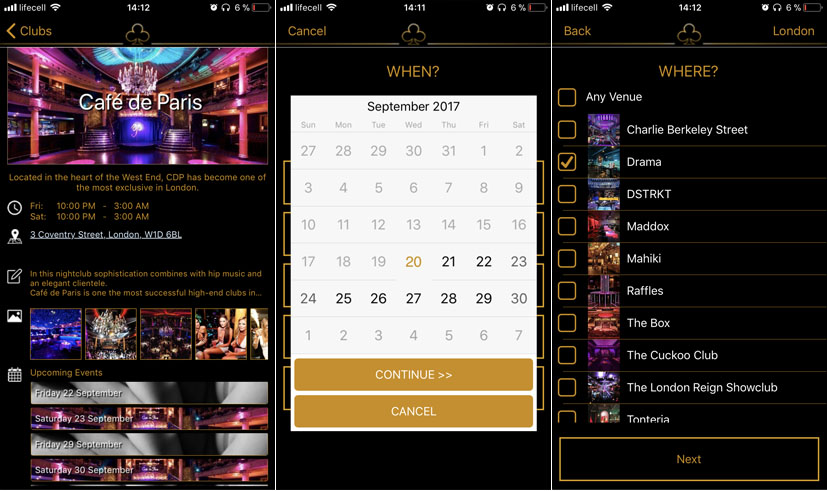 lifecell 14:12 6 %
Clubs
Café de Paris
Located in the heart of the West End, CDP has become one of
the most exclusive in London.
Fri: 10:00 PM - 3:00 AM
Sat: 10:00 PM - 3:00 AM
3 Coventry Street, London, W1D 6BL
In this nightclub sophistication combines with hip music and
an elegant clientele.
Café de Paris is one the most successful high-end clubs in...
Upcoming Events
Friday 22 September
Saturday 23 September
Friday 29 September
Saturday 30 September
lifecell 14:11 6 %
Cancel
WHEN?
September 2017
Sun Mon Tue Wed Thu Fri Sat
27 28 29 30 31 1 2
3 4 5 6 7 8 9
10 11 12 13 14 15 16
17 18 19 20 21 22 23
24 25 26 27 28 29 30
1 2 3 4 5 6 7
CONTINUE >>
CANCEL
lifecell 14:12 6 %
Back London
WHERE?
Any Venue
Charlie Berkeley Street
Drama
DSTRKT
Maddox
Mahiki
Raffles
The Box
The Cuckoo Club
The London Reign Showclub
Tonteria
Next